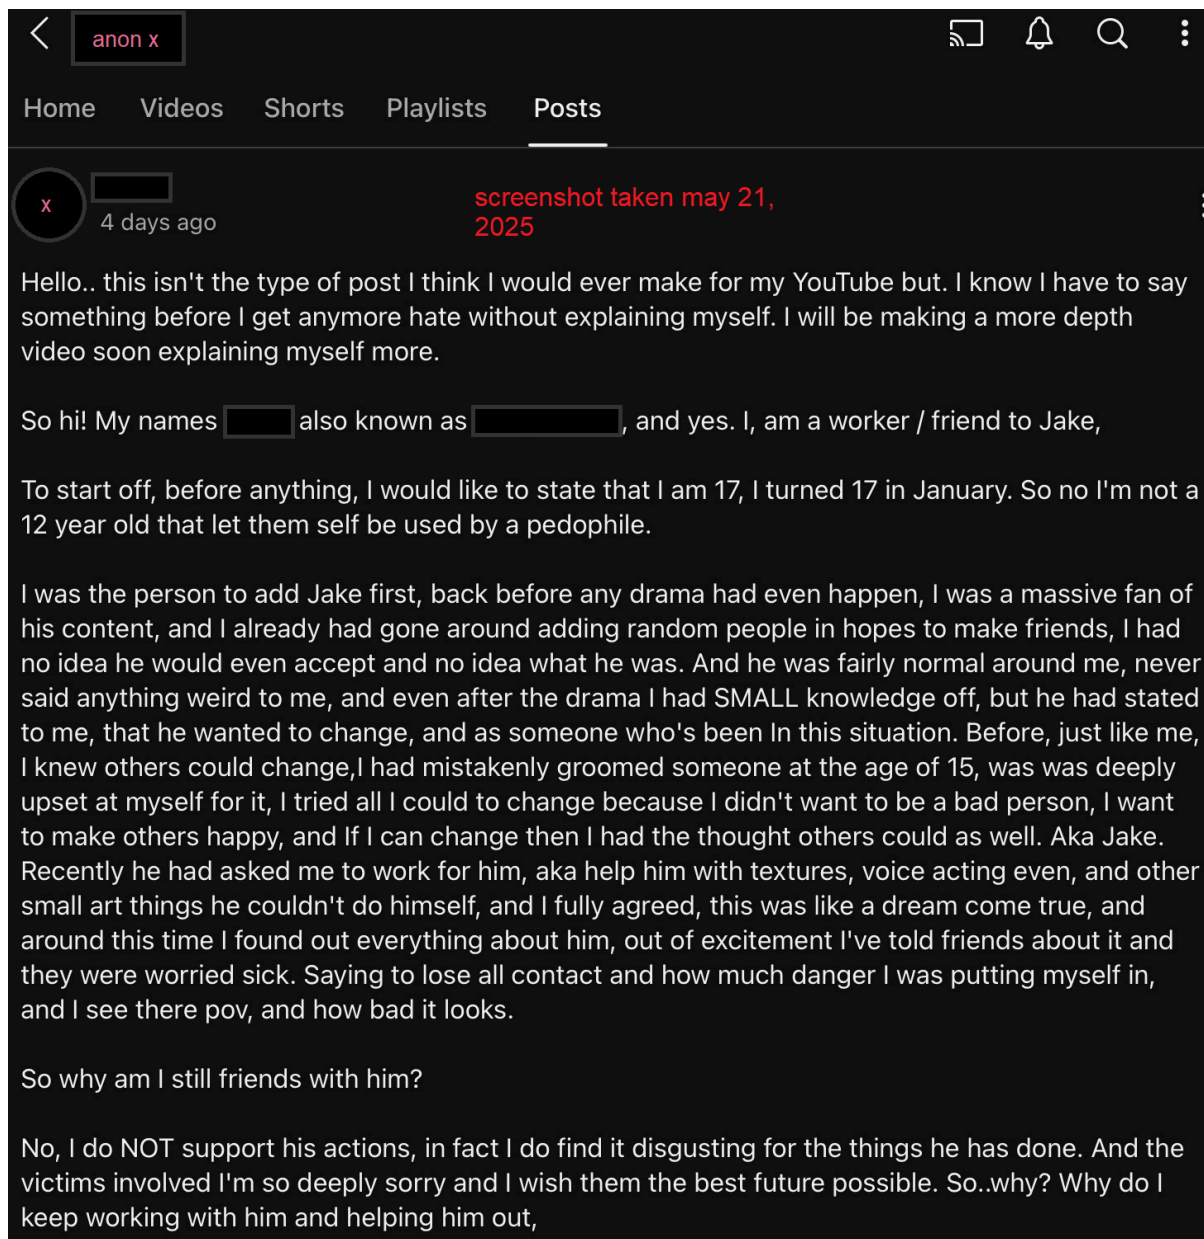 anon x
Home Videos Shorts Playlists Posts
x
4 days ago
screenshot taken may 21,
2025
Hello.. this isn't the type of post I think I would ever make for my YouTube but. I know I have to say
something before I get anymore hate without explaining myself. I will be making a more depth
video soon explaining myself more.
So hi! My names also known as , and yes. I, am a worker / friend to Jake,
To start off, before anything, I would like to state that I am 17, I turned 17 in January. So no I'm not a
12 year old that let them self be used by a pedophile.
I was the person to add Jake first, back before any drama had even happen, I was a massive fan of
his content, and I already had gone around adding random people in hopes to make friends, I had
no idea he would even accept and no idea what he was. And he was fairly normal around me, never
said anything weird to me, and even after the drama I had SMALL knowledge off, but he had stated
to me, that he wanted to change, and as someone who's been In this situation. Before, just like me,
I knew others could change,I had mistakenly groomed someone at the age of 15, was was deeply
upset at myself for it, I tried all I could to change because I didn't want to be a bad person, I want
to make others happy, and If I can change then I had the thought others could as well. Aka Jake.
Recently he had asked me to work for him, aka help him with textures, voice acting even, and other
small art things he couldn't do himself, and I fully agreed, this was like a dream come true, and
around this time I found out everything about him, out of excitement I've told friends about it and
they were worried sick. Saying to lose all contact and how much danger I was putting myself in,
and I see there pov, and how bad it looks.
So why am I still friends with him?
No, I do NOT support his actions, in fact I do find it disgusting for the things he has done. And the
victims involved I'm so deeply sorry and I wish them the best future possible. So..why? Why do I
keep working with him and helping him out,